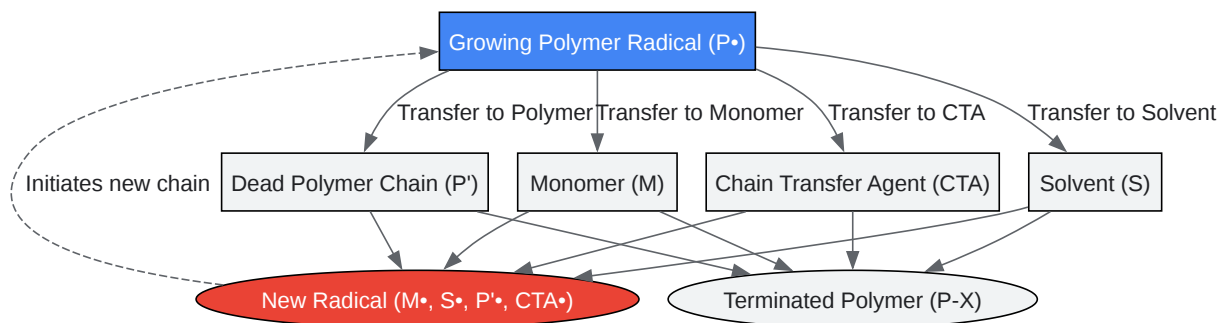 Growing Polymer Radical (P•)
Transfer to Polymer
Transfer to Monomer
Transfer to CTA
Transfer to Solvent
Initiates new chain
Dead Polymer Chain (P')
Monomer (M)
Chain Transfer Agent (CTA)
Solvent (S)
New Radical (M•, S•, P'•, CTA•)
Terminated Polymer (P-X)